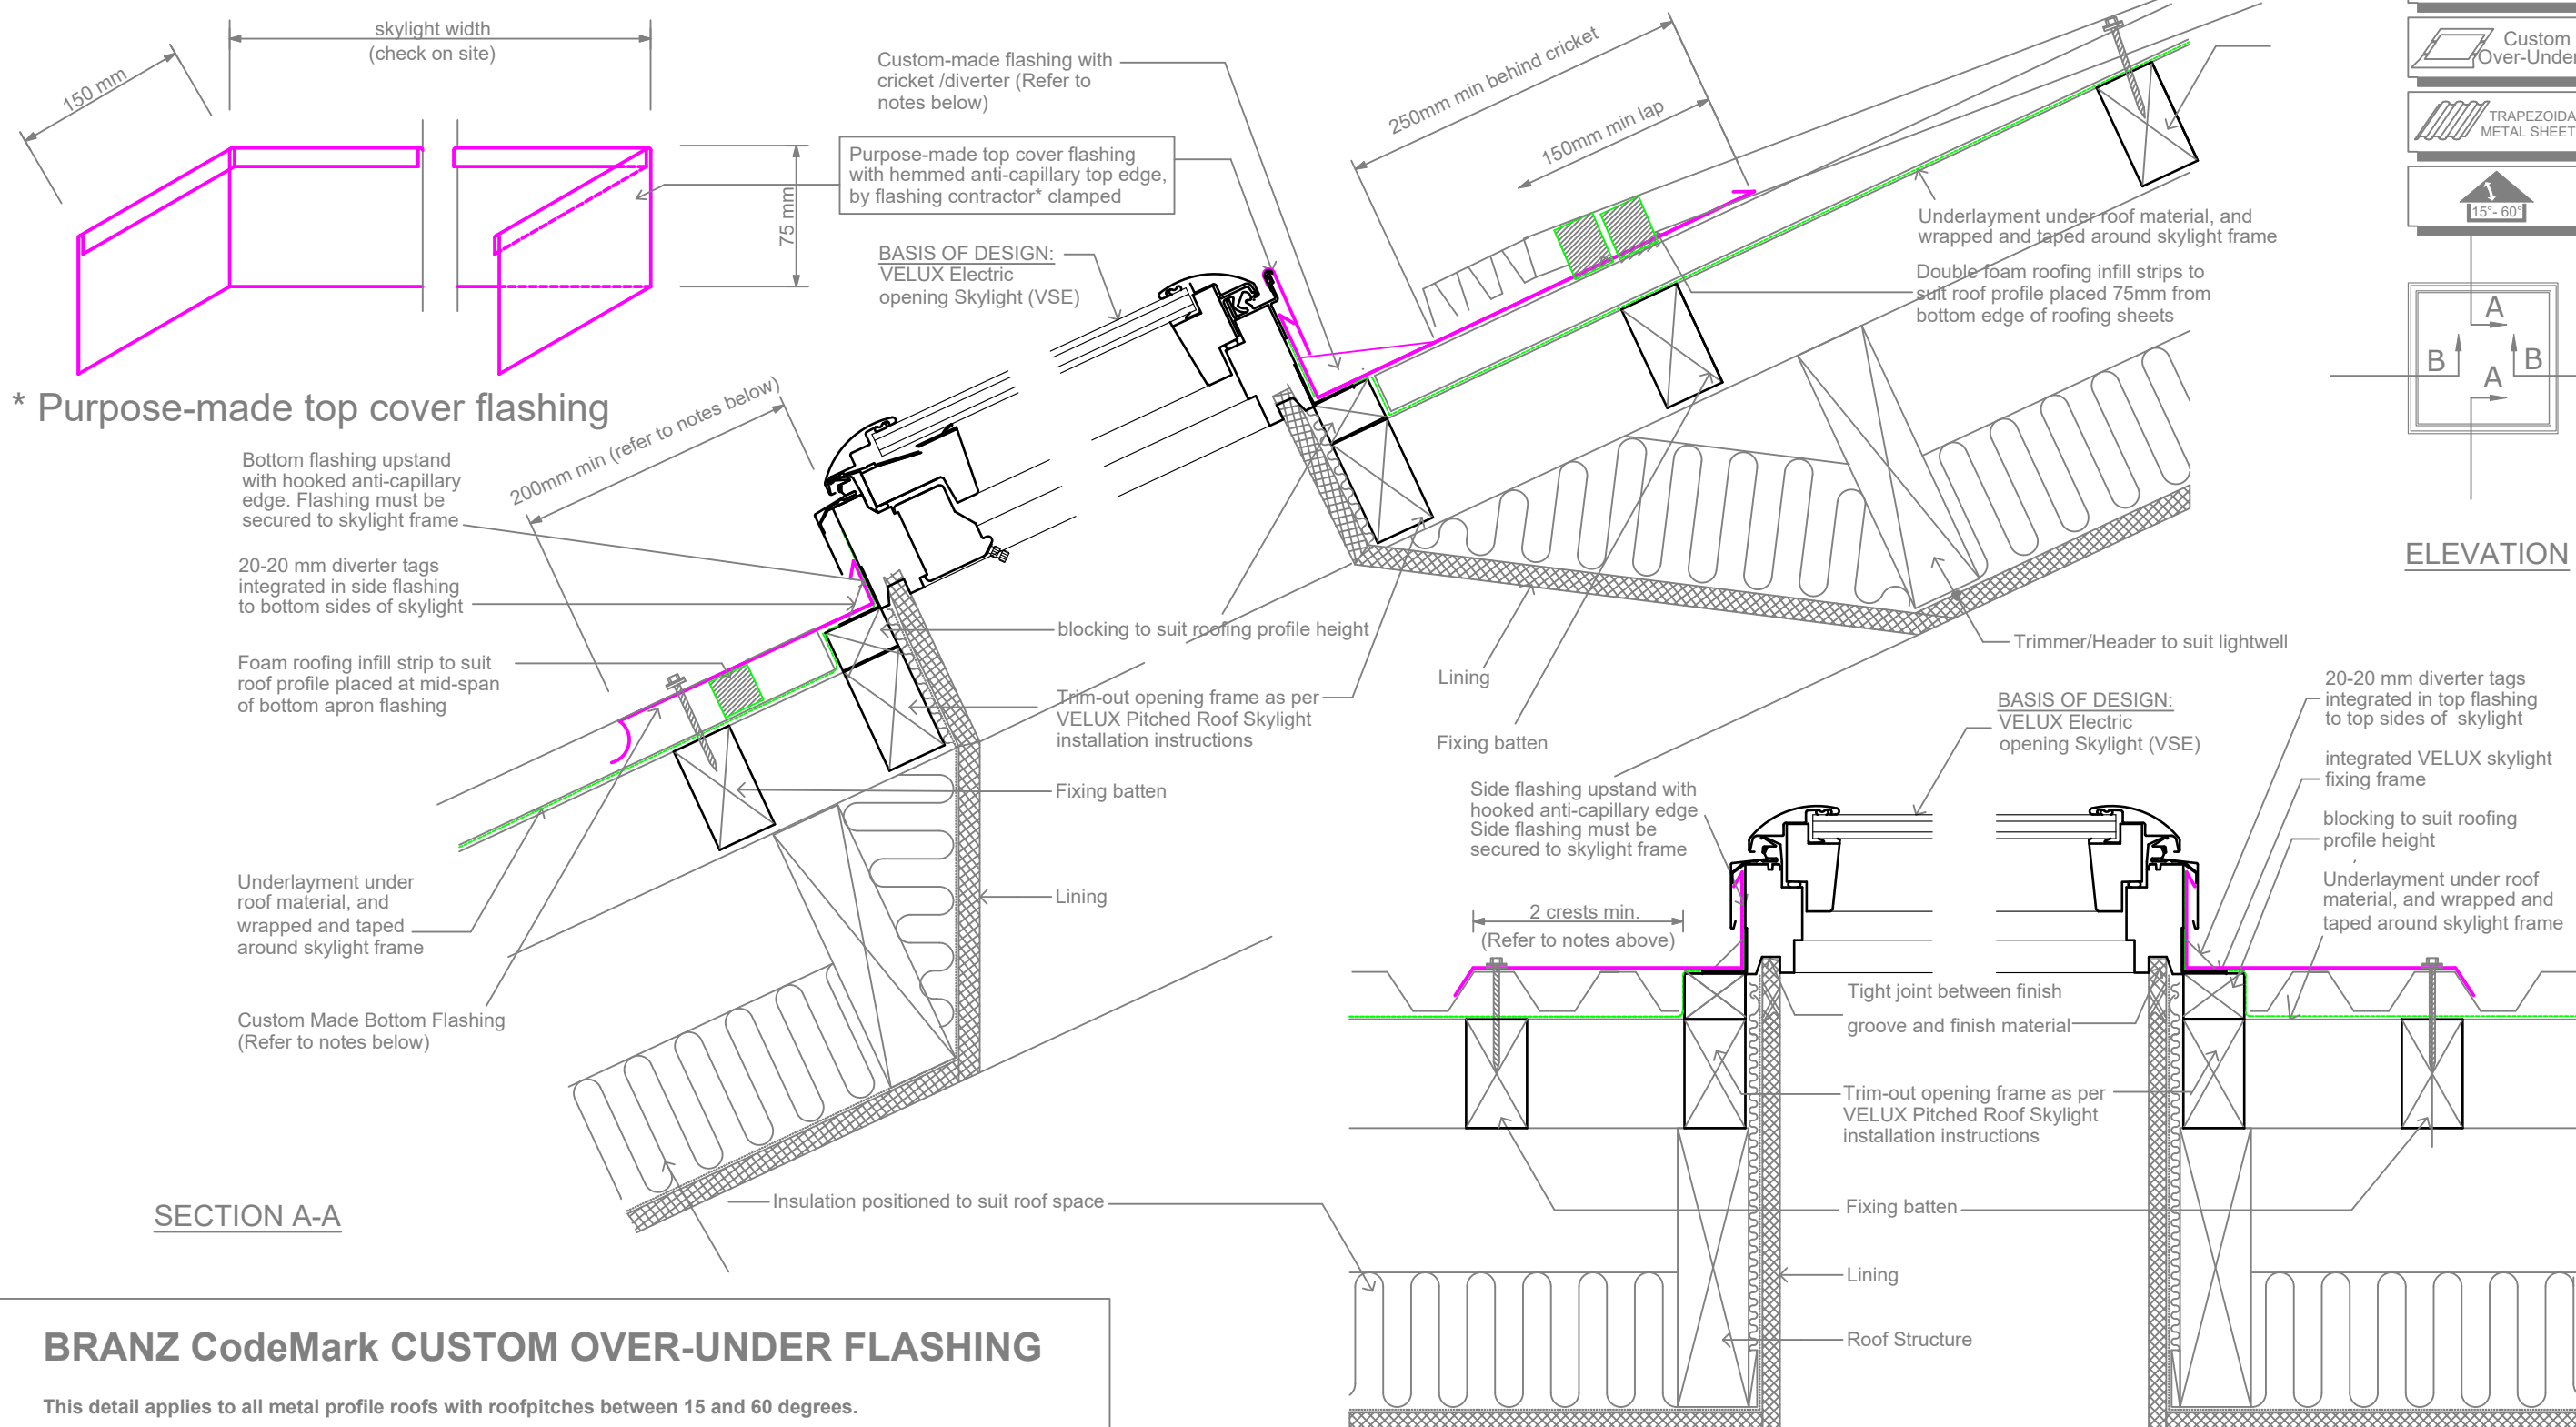 skylight width
(check on site)
150 mm
75 mm
* Purpose-made top cover flashing
Custom-made flashing with
cricket /diverter (Refer to
notes below)
Purpose-made top cover flashing
with hemmed anti-capillary top edge,
by flashing contractor* clamped
BASIS OF DESIGN:
VELUX Electric
opening Skylight (VSE)
250mm min behind cricket
150mm min lap
Underlayment under roof material, and
wrapped and taped around skylight frame
Double foam roofing infill strips to
suit roof profile placed 75mm from
bottom edge of roofing sheets
Custom
Over-Under
TRAPEZOIDA
METAL SHEET
15°- 60°
A
B
B
A
ELEVATION
200mm min (refer to notes below)
Bottom flashing upstand
with hooked anti-capillary
edge. Flashing must be
secured to skylight frame
20-20 mm diverter tags
integrated in side flashing
to bottom sides of skylight
Foam roofing infill strip to suit
roof profile placed at mid-span
of bottom apron flashing
Underlayment under
roof material, and
wrapped and taped
around skylight frame
Custom Made Bottom Flashing
(Refer to notes below)
blocking to suit roofing profile height
Trim-out opening frame as per
VELUX Pitched Roof Skylight
installation instructions
Fixing batten
Lining
Lining
Fixing batten
Trimmer/Header to suit lightwell
SECTION A-A
Insulation positioned to suit roof space
BASIS OF DESIGN:
VELUX Electric
opening Skylight (VSE)
Side flashing upstand with
hooked anti-capillary edge
Side flashing must be
secured to skylight frame
2 crests min.
(Refer to notes above)
20-20 mm diverter tags
integrated in top flashing
to top sides of skylight
integrated VELUX skylight
fixing frame
blocking to suit roofing
profile height
Underlayment under roof
material, and wrapped and
taped around skylight frame
Tight joint between finish
groove and finish material
Trim-out opening frame as per
VELUX Pitched Roof Skylight
installation instructions
Fixing batten
Lining
Roof Structure
BRANZ CodeMark CUSTOM OVER-UNDER FLASHING
This detail applies to all metal profile roofs with roofpitches between 15 and 60 degrees.